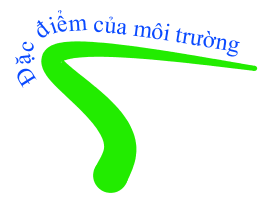 Đặc điểm của môi trường